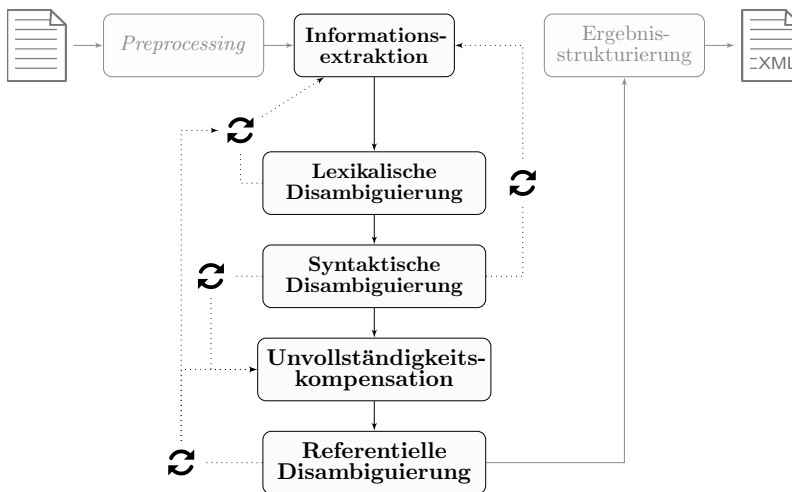 Preprocessing
Informations-
extraktion
Ergebnis-
strukturierung
XML
Lexikalische
Disambiguierung
Syntaktische
Disambiguierung
Unvollständigkeits-
kompensation
Referentielle
Disambiguierung